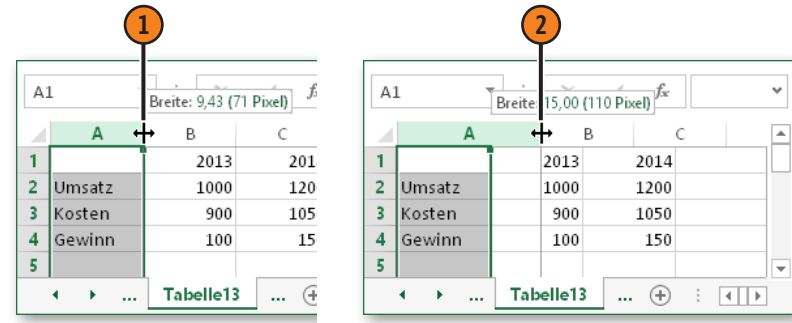 1
A1
fx
Breite: 9,43 (71 Pixel)
A B C
1 2013 201
2 Umsatz 1000 120
3 Kosten 900 105
4 Gewinn 100 15
5
... Tabelle13 ...
2
A1
fx
Breite: 15,00 (110 Pixel)
A B C
1 2013 2014
2 Umsatz 1000 1200
3 Kosten 900 1050
4 Gewinn 100 150
5
... Tabelle13 ...